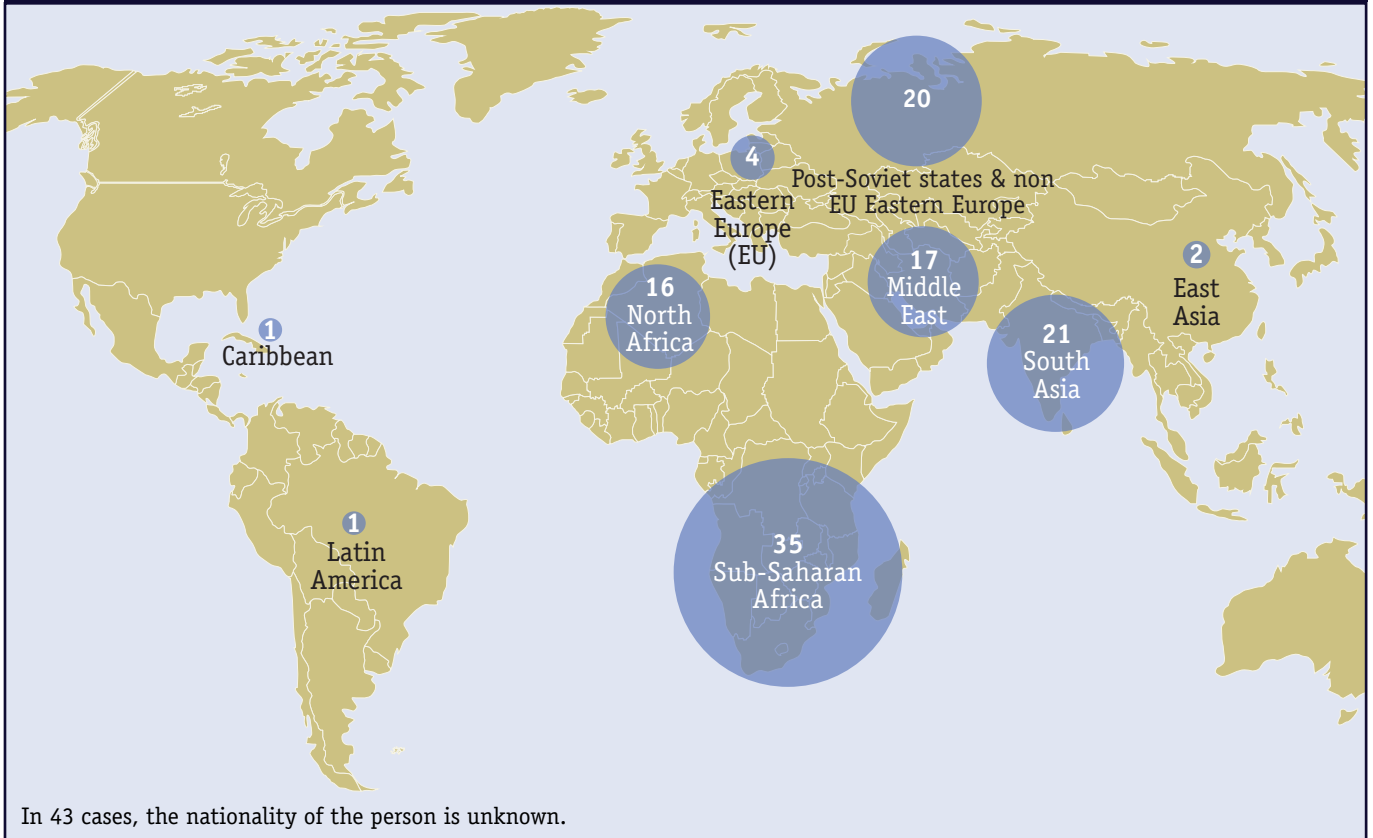 20
4
Post-Soviet states & non
EU Eastern Europe
Eastern
Europe
(EU)
17
Middle
East
2
East
Asia
16
North
Africa
1
Caribbean
21
South
Asia
1
Latin
America
35
Sub-Saharan
Africa
In 43 cases, the nationality of the person is unknown.